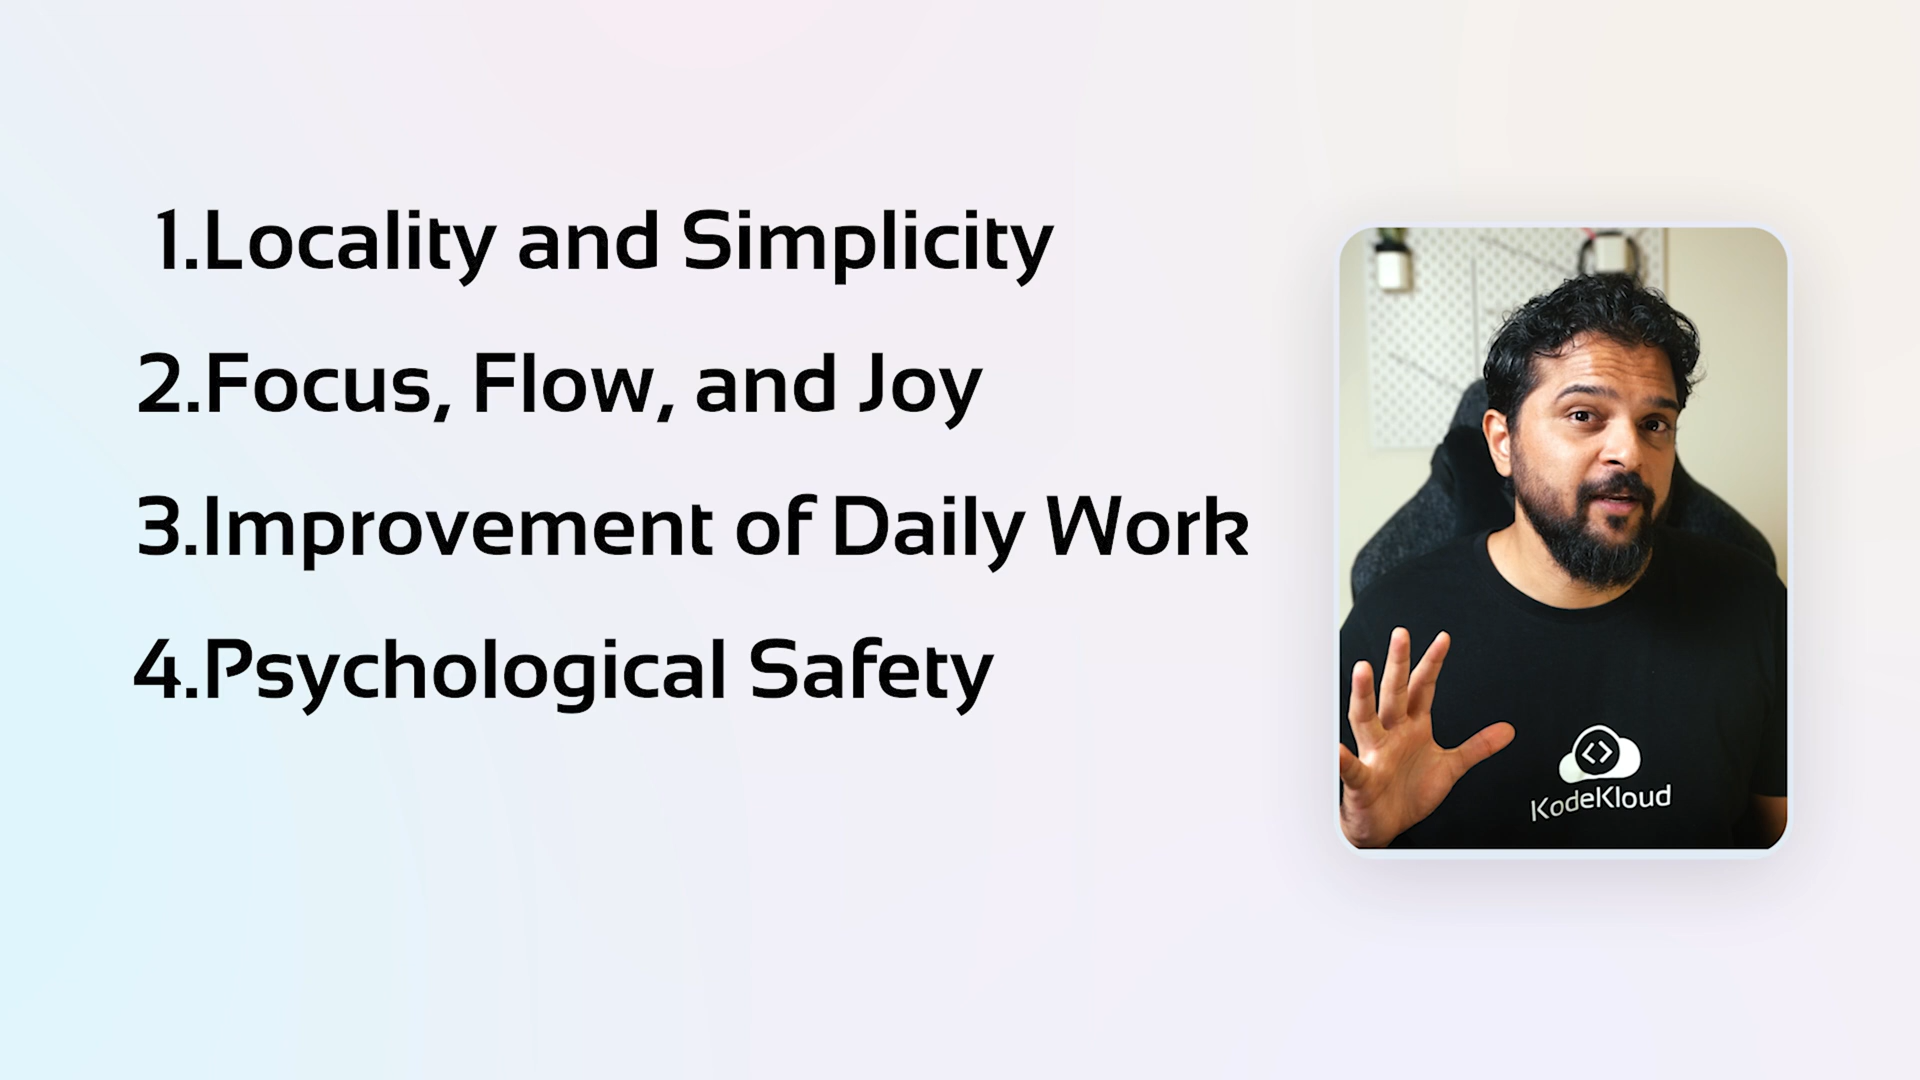 1.Locality and Simplicity
2.Focus, Flow, and Joy
3.Improvement of Daily Work
4.Psychological Safety
<>
KodeKloud